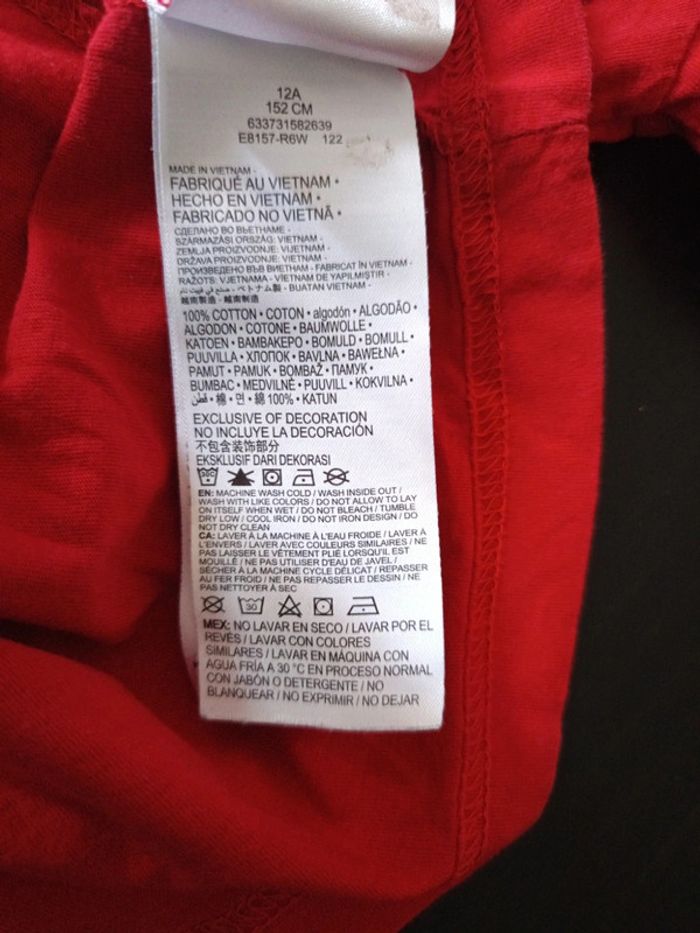 12A
152 CM
633731582639
E8157-R6W 122
MADE IN VIETNAM •
FABRIQUÉ AU VIETNAM •
HECHO EN VIETNAM •
FABRICADO NO VIETNÃ •
СДЕЛАНО ВО ВЬЕТНАМЕ •
SZÁRMAZÁSI ORSZÁG: VIETNAM •
ZEMLJA PROIZVODNJE: VIJETNAM •
DRŽAVA PROIZVODNJE: VIETNAM •
ПРОИЗВЕДЕНО ВЪВ ВИЕТНАМ • FABRICAT ÎN VIETNAM •
RAŽOTS: VJETNAMA • VİETNAM DE YAPILMIŞTIR •
صنع في فييت نام • ベトナム製 • BUATAN VIETNAM •
越南製造 • 越南制造
100% COTTON • COTON • algodón • ALGODÃO •
ALGODON • COTONE • BAUMWOLLE •
KATOEN • ΒΑΜΒΑΚΕΡΟ • BOMULD • BOMULL •
PUUVILLA • ХЛОПОК • BAVLNA • BAWEŁNA •
PAMUT • PAMUK • BOMBAŽ • ПАМУК •
BUMBAC • MEDVILNĖ • PUUVILL • KOKVILNA •
قطن • 棉 • 면 • 綿 100% • KATUN
EXCLUSIVE OF DECORATION
NO INCLUYE LA DECORACIÓN
不包含装饰部分
EKSKLUSIF DARI DEKORASI
EN: MACHINE WASH COLD / WASH INSIDE OUT /
WASH WITH LIKE COLORS / DO NOT ALLOW TO LAY
ON ITSELF WHEN WET / DO NOT BLEACH / TUMBLE
DRY LOW / COOL IRON / DO NOT IRON DESIGN / DO
NOT DRY CLEAN
CA: LAVER À LA MACHINE À L'EAU FROIDE / LAVER À
L'ENVERS / LAVER AVEC COULEURS SIMILAIRES / NE
PAS LAISSER LE VÊTEMENT PLIÉ LORSQU'IL EST
MOUILLÉ / NE PAS UTILISER D'EAU DE JAVEL /
SÉCHER À LA MACHINE CYCLE DÉLICAT / REPASSER
AU FER FROID / NE PAS REPASSER LE DESSIN / NE
PAS NETTOYER À SEC
30
MEX: NO LAVAR EN SECO / LAVAR POR EL
REVÉS / LAVAR CON COLORES
SIMILARES / LAVAR EN MÁQUINA CON
AGUA FRÍA A 30 °C EN PROCESO NORMAL
CON JABÓN O DETERGENTE / NO
BLANQUEAR / NO EXPRIMIR / NO DEJAR